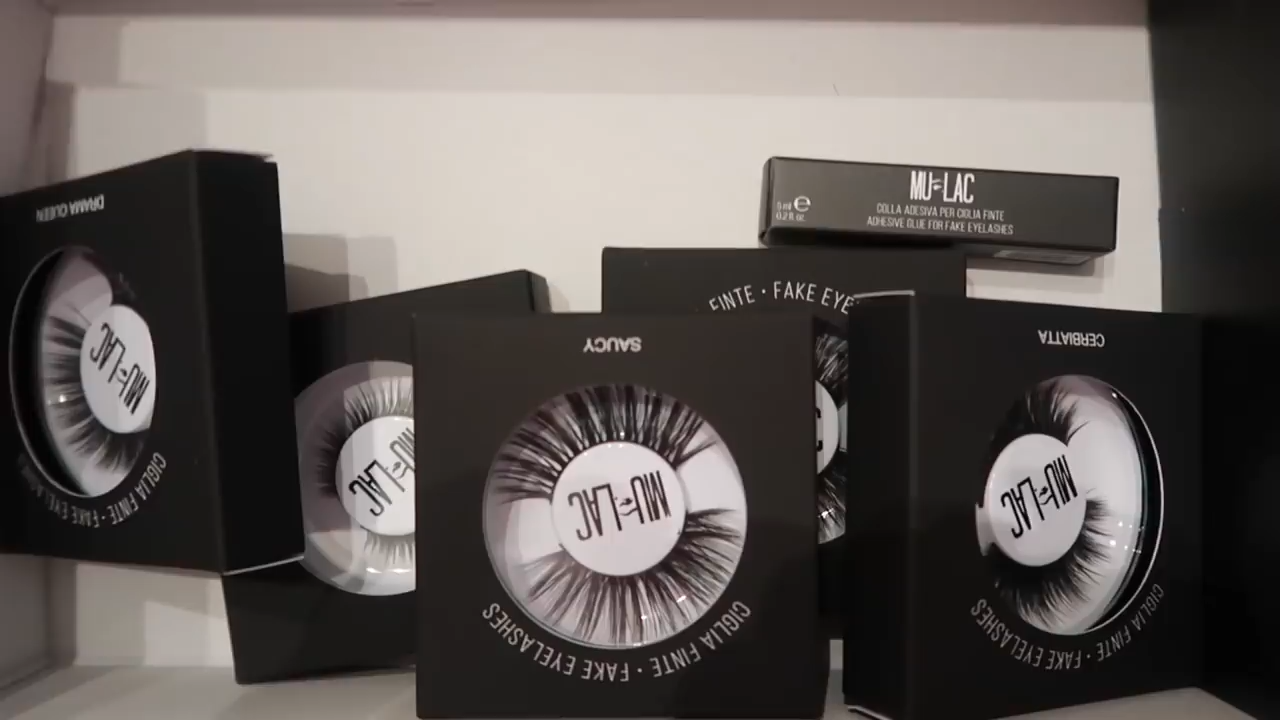 DRAMA QUEEN
MU LAC
CIGLIA FINTE • FAKE
MU LAC
FINTE • FAKE EYE
SAUCY
MU LAC
CIGLIA FINTE • FAKE EYELASHES
MU LAC
5 ml e
0.2 fl. oz.
COLLA ADESIVA PER CIGLIA FINTE
ADHESIVE GLUE FOR FAKE EYELASHES
CERBIATTA
MU LAC
CIGLIA FINTE • FAKE EYELASHES